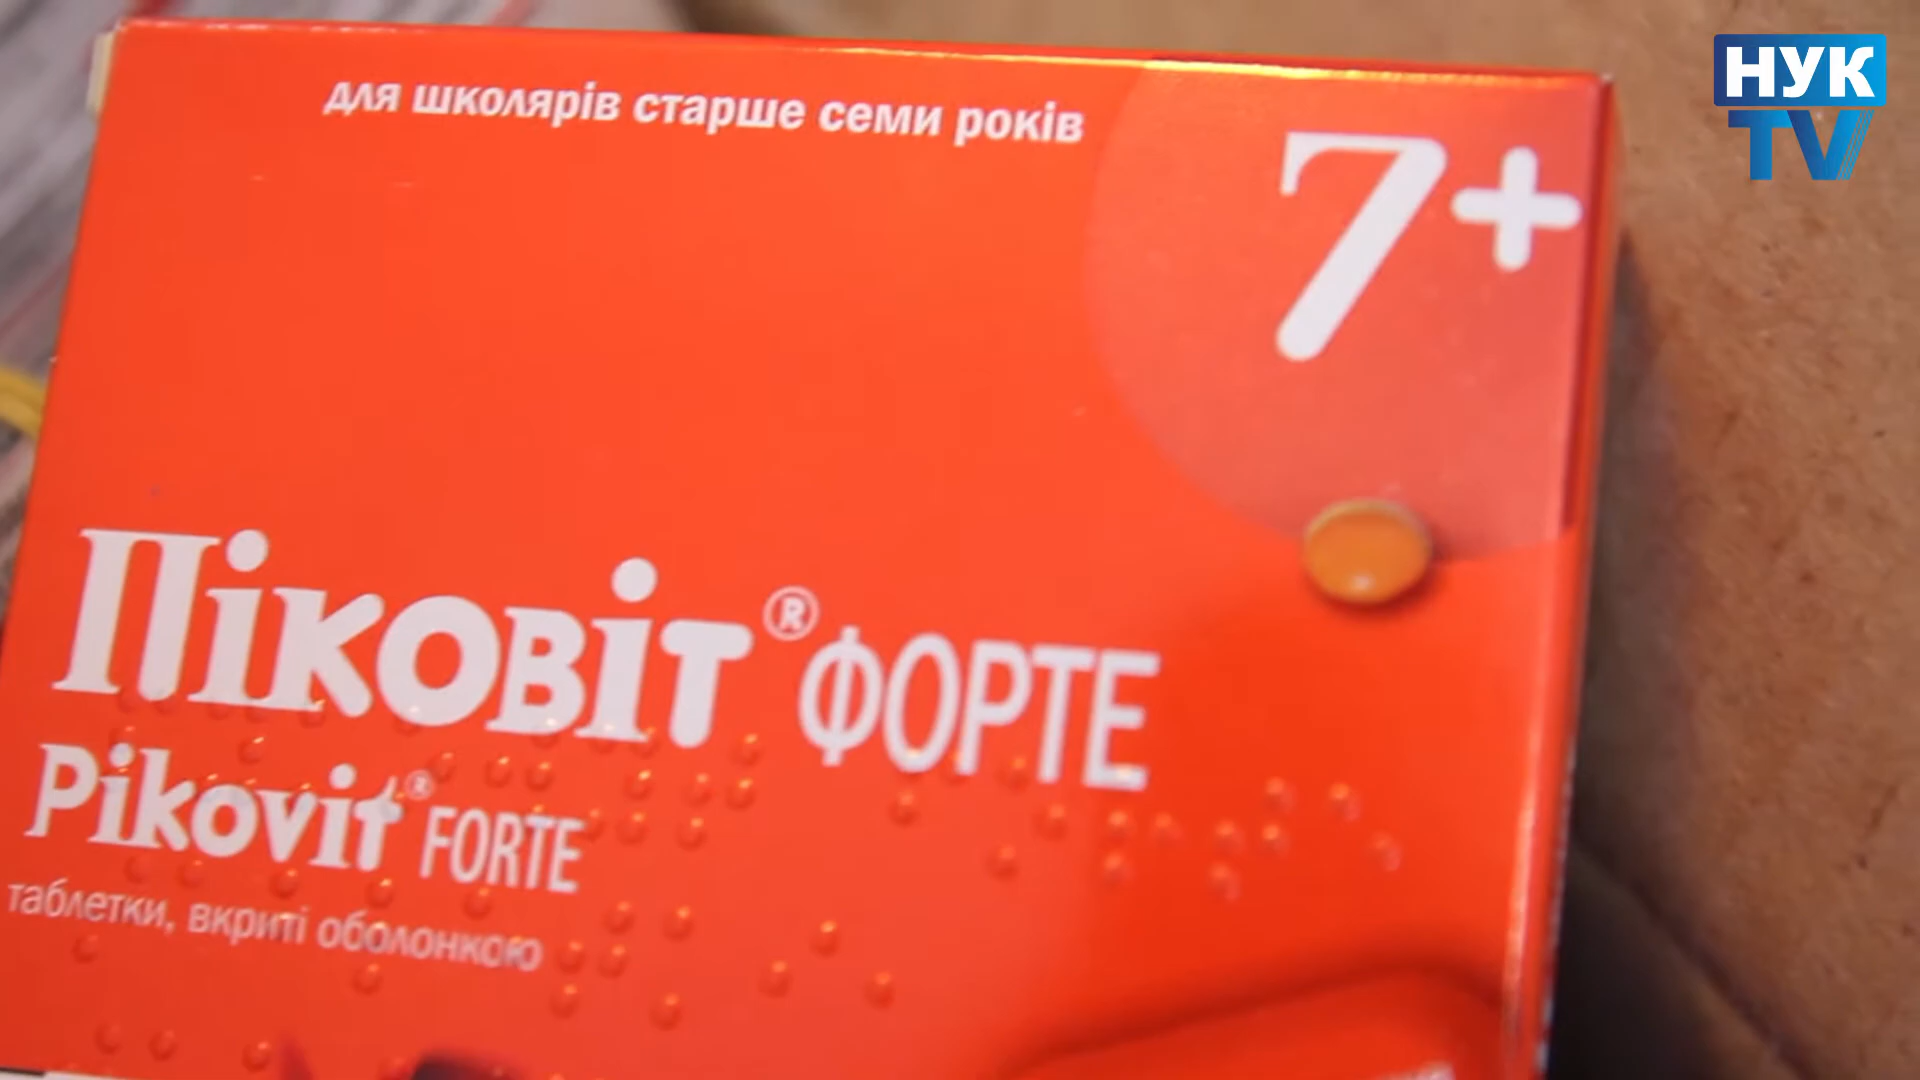 для школярів старше семи років
7+
Піковіт® ФОРТЕ
Pikovit® FORTE
таблетки, вкриті оболонкою
НУК
TV